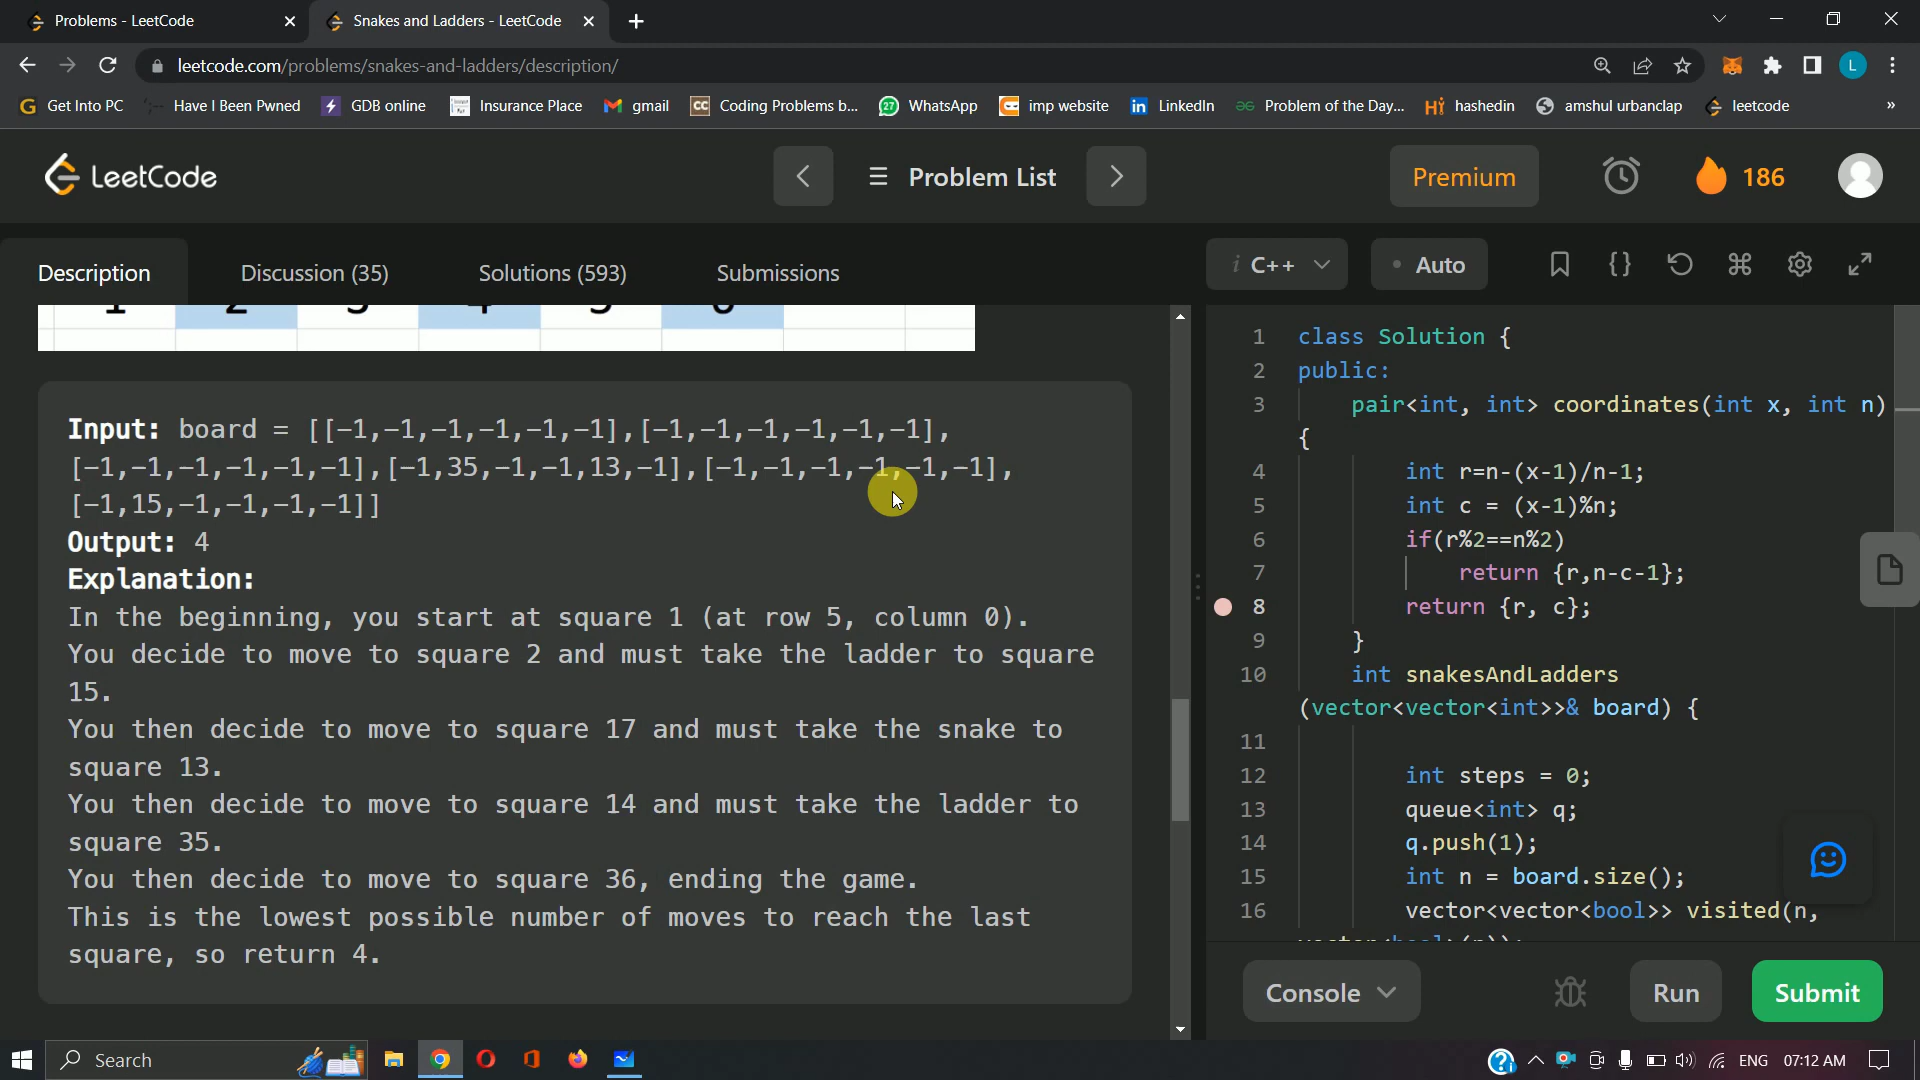 Problems - LeetCode
Snakes and Ladders - LeetCode
leetcode.com/problems/snakes-and-ladders/description/
L
Get Into PC
Have I Been Pwned
GDB online
Insurance Place
gmail
Coding Problems b...
WhatsApp
imp website
LinkedIn
Problem of the Day...
hashedin
amshul urbanclap
leetcode
»
LeetCode
Problem List
Premium
186
Description
Discussion (35)
Solutions (593)
Submissions
i C++
Auto
Input: board = [[-1,-1,-1,-1,-1,-1],[-1,-1,-1,-1,-1,-1],
[-1,-1,-1,-1,-1,-1],[-1,35,-1,-1,13,-1],[-1,-1,-1,-1,-1,-1],
[-1,15,-1,-1,-1,-1]]
Output: 4
Explanation:
In the beginning, you start at square 1 (at row 5, column 0).
You decide to move to square 2 and must take the ladder to square
15.
You then decide to move to square 17 and must take the snake to
square 13.
You then decide to move to square 14 and must take the ladder to
square 35.
You then decide to move to square 36, ending the game.
This is the lowest possible number of moves to reach the last
square, so return 4.
1 class Solution {
2 public:
3 pair<int, int> coordinates(int x, int n)
{
4 int r=n-(x-1)/n-1;
5 int c = (x-1)%n;
6 if(r%2==n%2)
7 return {r,n-c-1};
8 return {r, c};
9 }
10 int snakesAndLadders
(vector<vector<int>>& board) {
11
12 int steps = 0;
13 queue<int> q;
14 q.push(1);
15 int n = board.size();
16 vector<vector<bool>> visited(n,
Console
Run
Submit
Search
ENG
07:12 AM